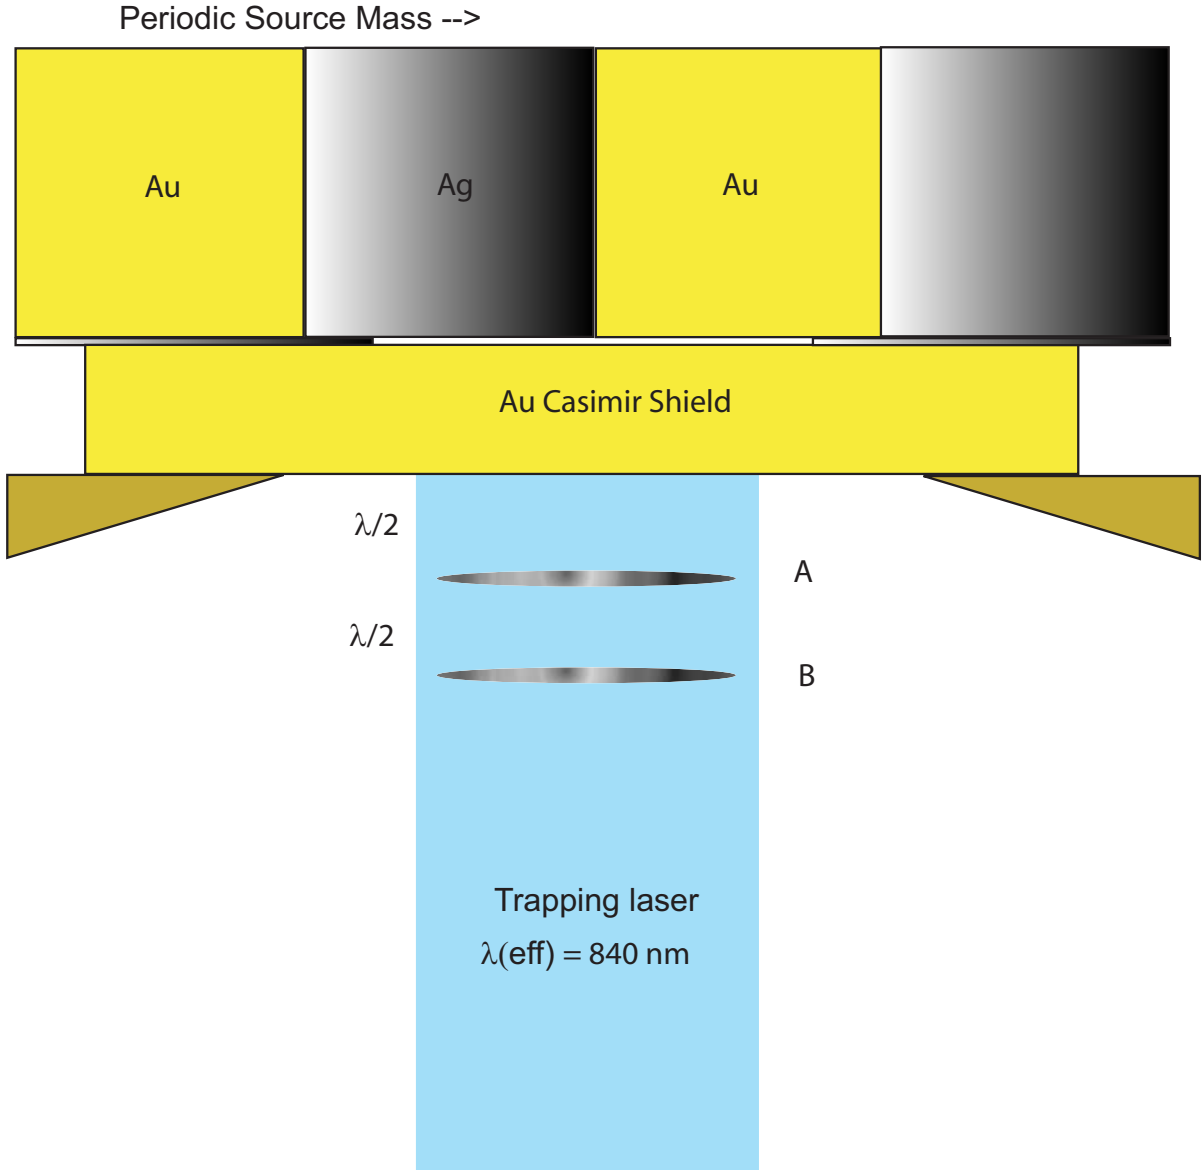 Periodic Source Mass -->
Au
Ag
Au
Au Casimir Shield
λ/2
A
λ/2
B
Trapping laser
λ(eff) = 840 nm